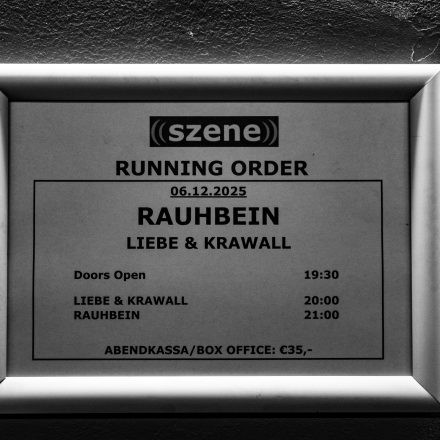 szene
RUNNING ORDER
06.12.2025
RAUHBEIN
LIEBE & KRAWALL
Doors Open 19:30
LIEBE & KRAWALL 20:00
RAUHBEIN 21:00
ABENDKASSA/BOX OFFICE: €35,-